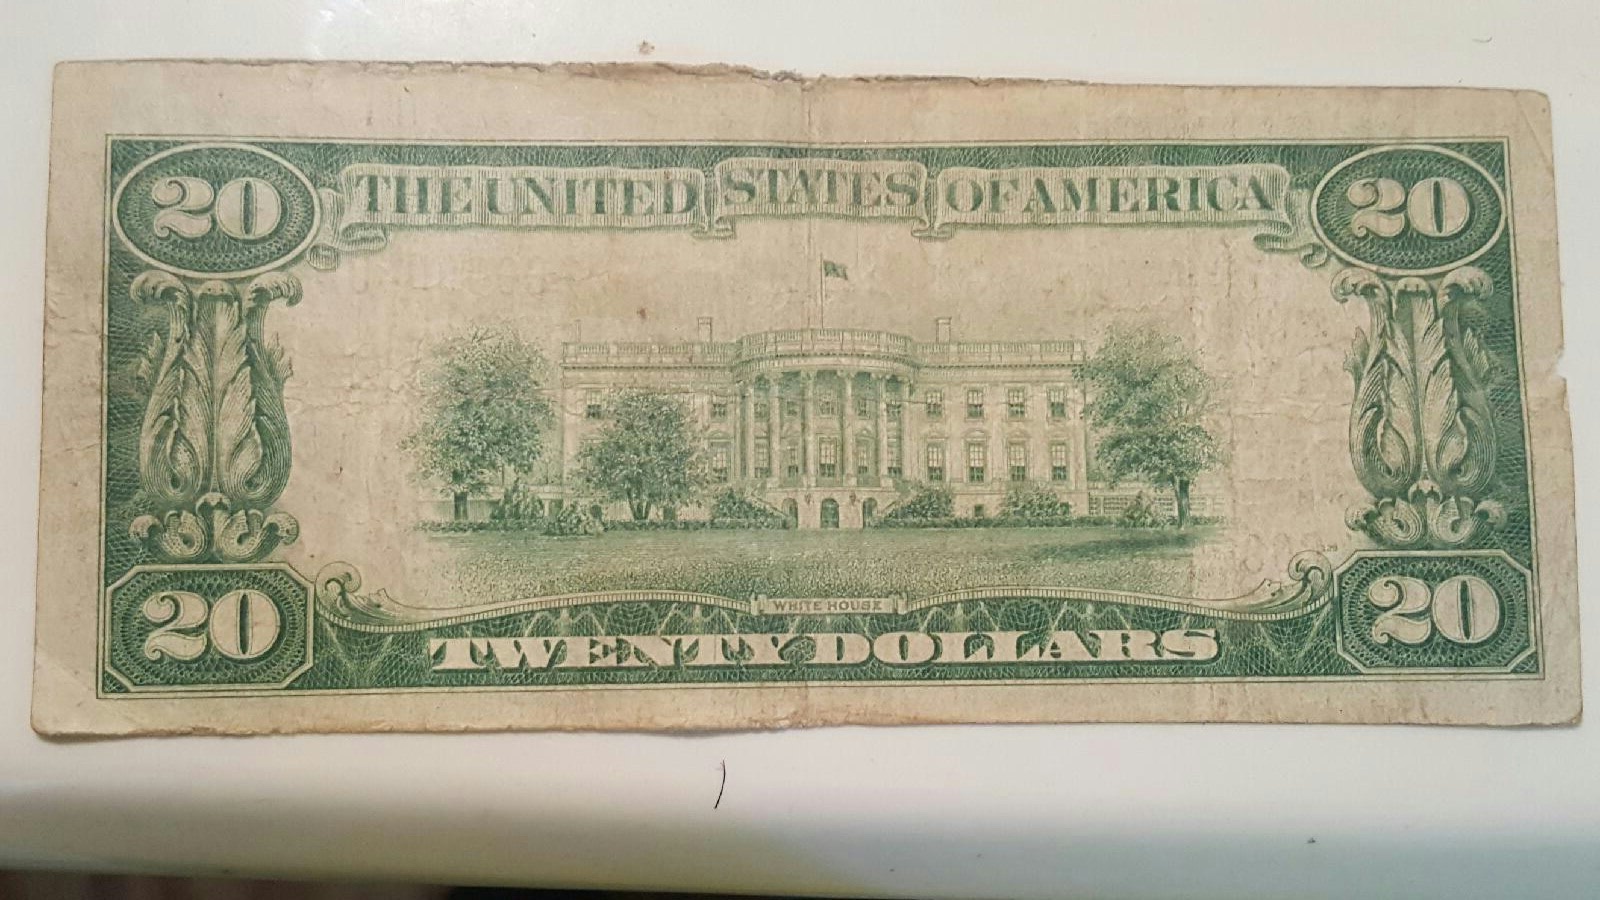 20 THE UNITED STATES OF AMERICA 20
WHITE HOUSE
20 TWENTY DOLLARS 20